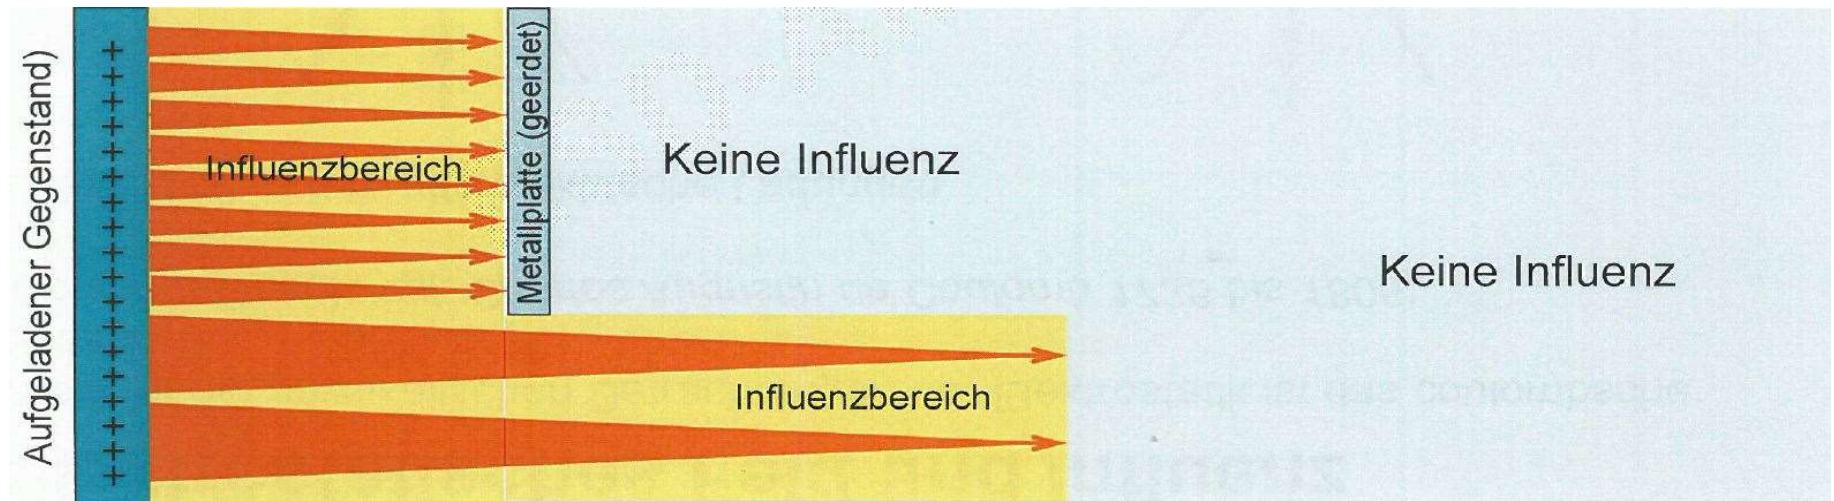 Aufgeladener Gegenstand)
+ + + + + + + + + + + + + + + + + +
Influenzbereich
Metallplatte (geerdet)
Keine Influenz
Keine Influenz
Influenzbereich